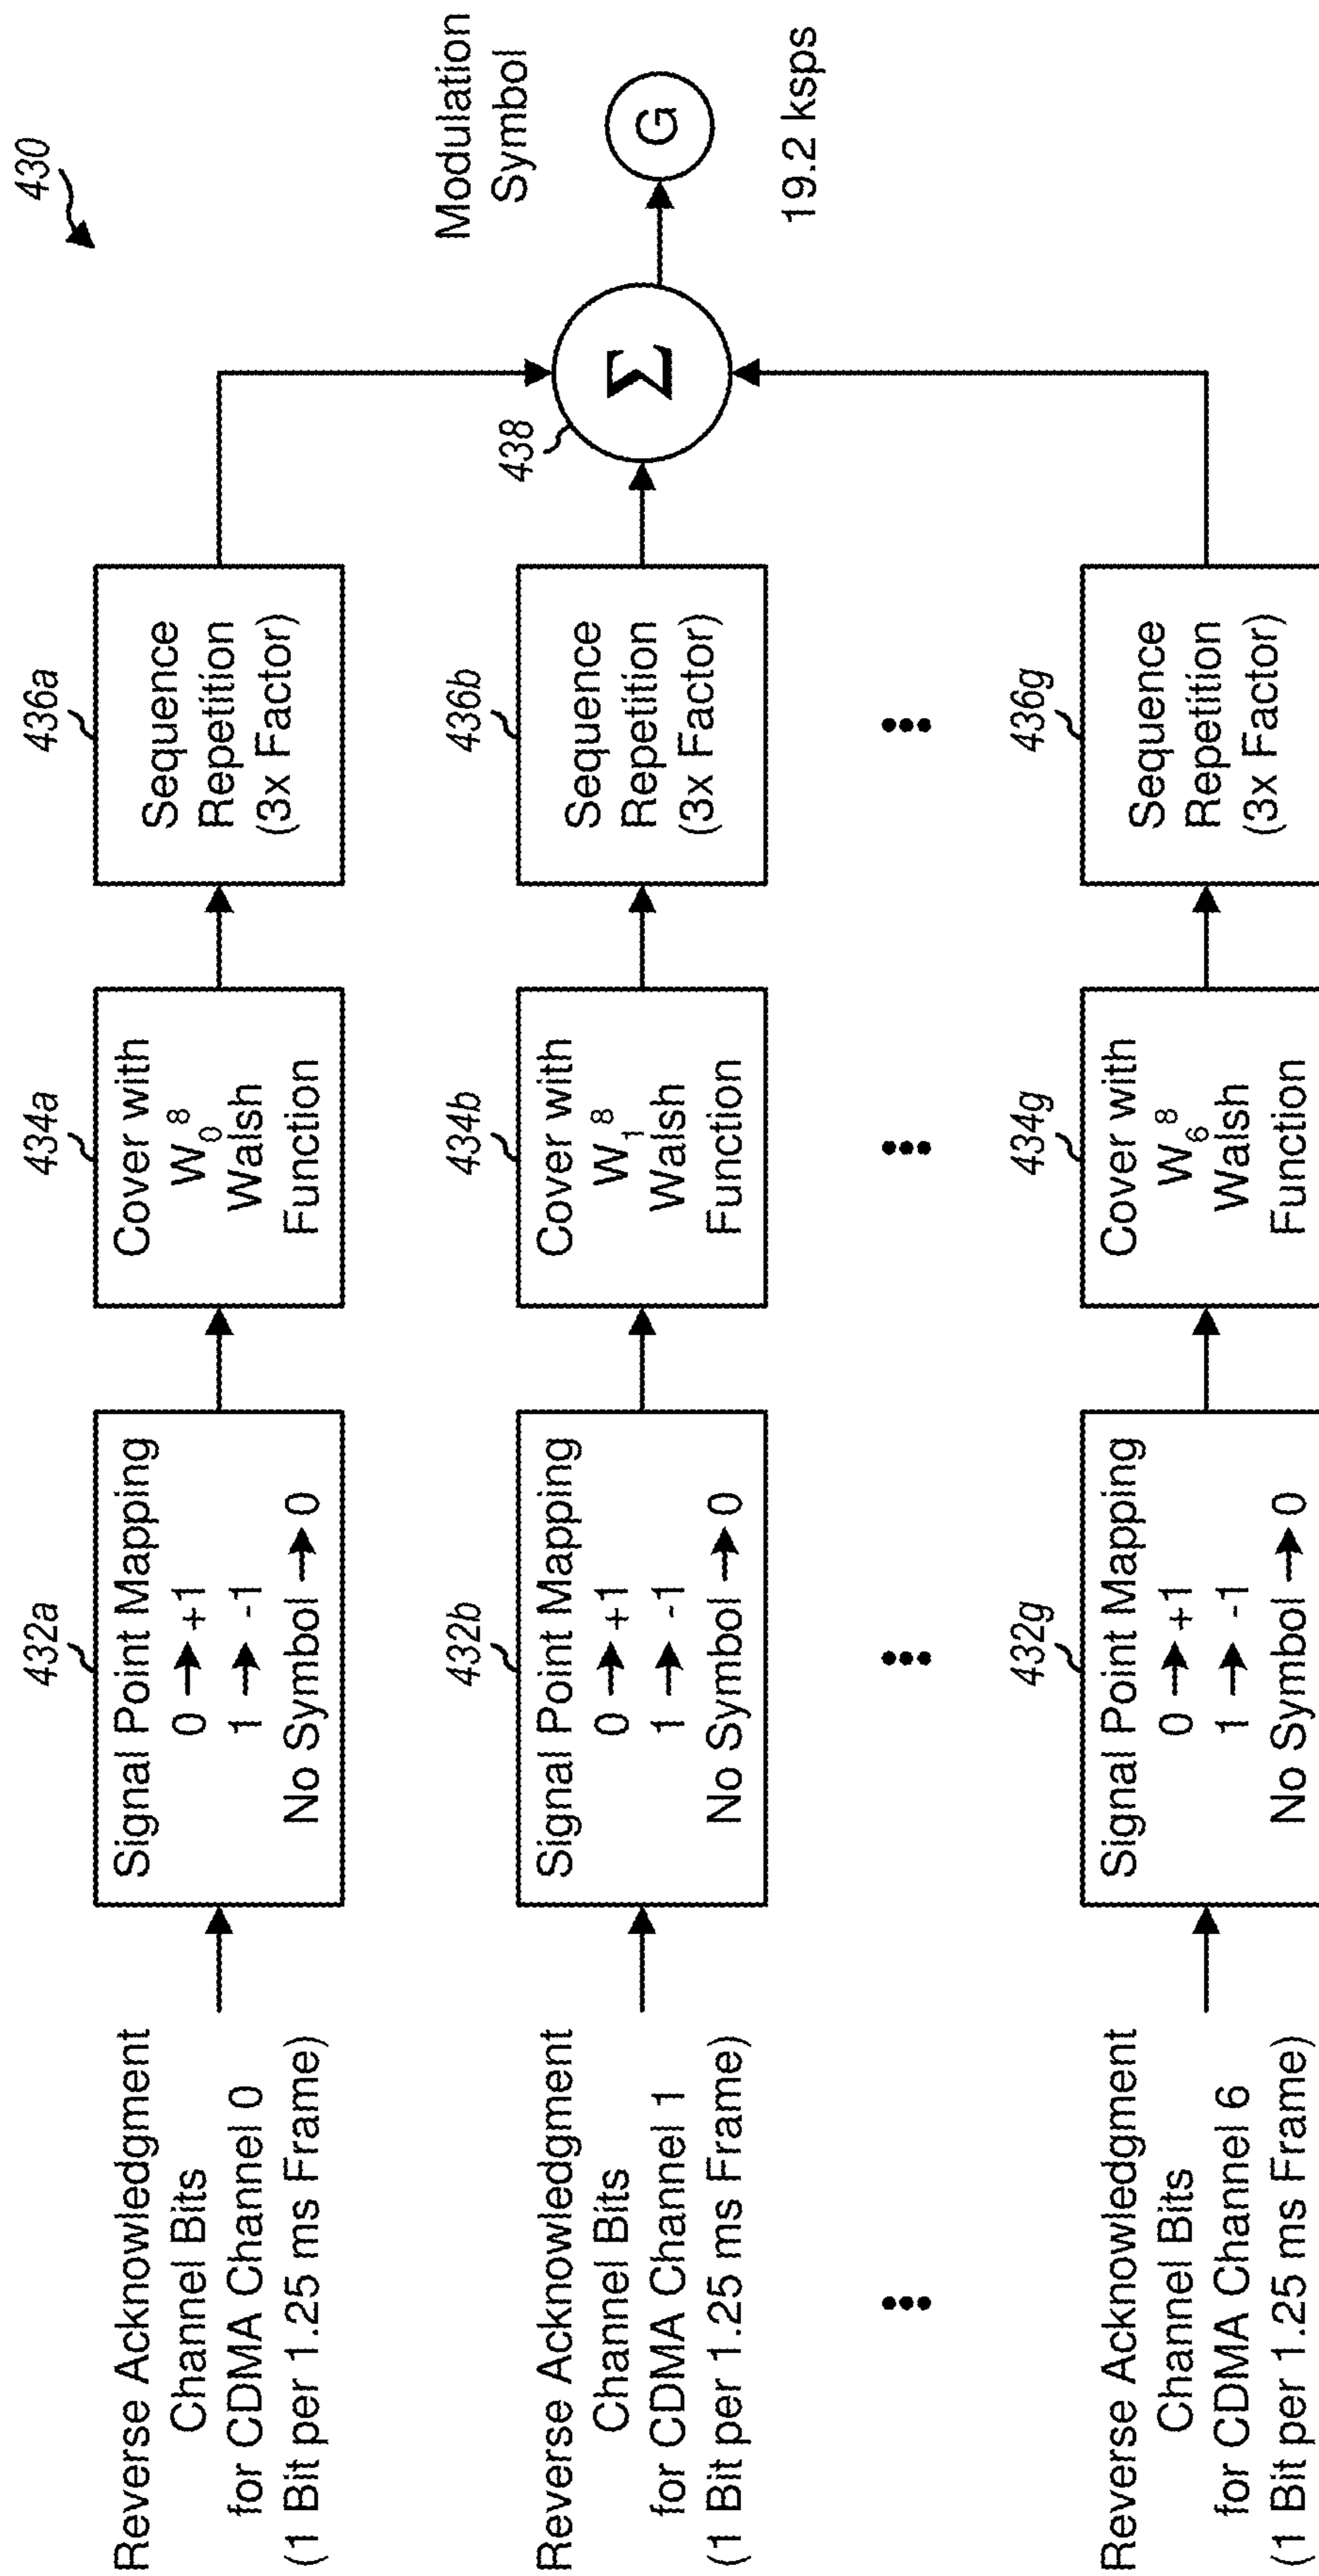 430
Reverse Acknowledgment
Channel Bits
for CDMA Channel 0
(1 Bit per 1.25 ms Frame)
432a
Signal Point Mapping
0 → +1
1 → -1
No Symbol → 0
434a
Cover with
W 8 0
Walsh
Function
436a
Sequence
Repetition
(3x Factor)
Reverse Acknowledgment
Channel Bits
for CDMA Channel 1
(1 Bit per 1.25 ms Frame)
432b
Signal Point Mapping
0 → +1
1 → -1
No Symbol → 0
434b
Cover with
W 8 1
Walsh
Function
436b
Sequence
Repetition
(3x Factor)
438
Σ
Modulation
Symbol
G
19.2 ksps
•••
•••
•••
•••
Reverse Acknowledgment
Channel Bits
for CDMA Channel 6
(1 Bit per 1.25 ms Frame)
432g
Signal Point Mapping
0 → +1
1 → -1
No Symbol → 0
434g
Cover with
W 8 6
Walsh
Function
436g
Sequence
Repetition
(3x Factor)